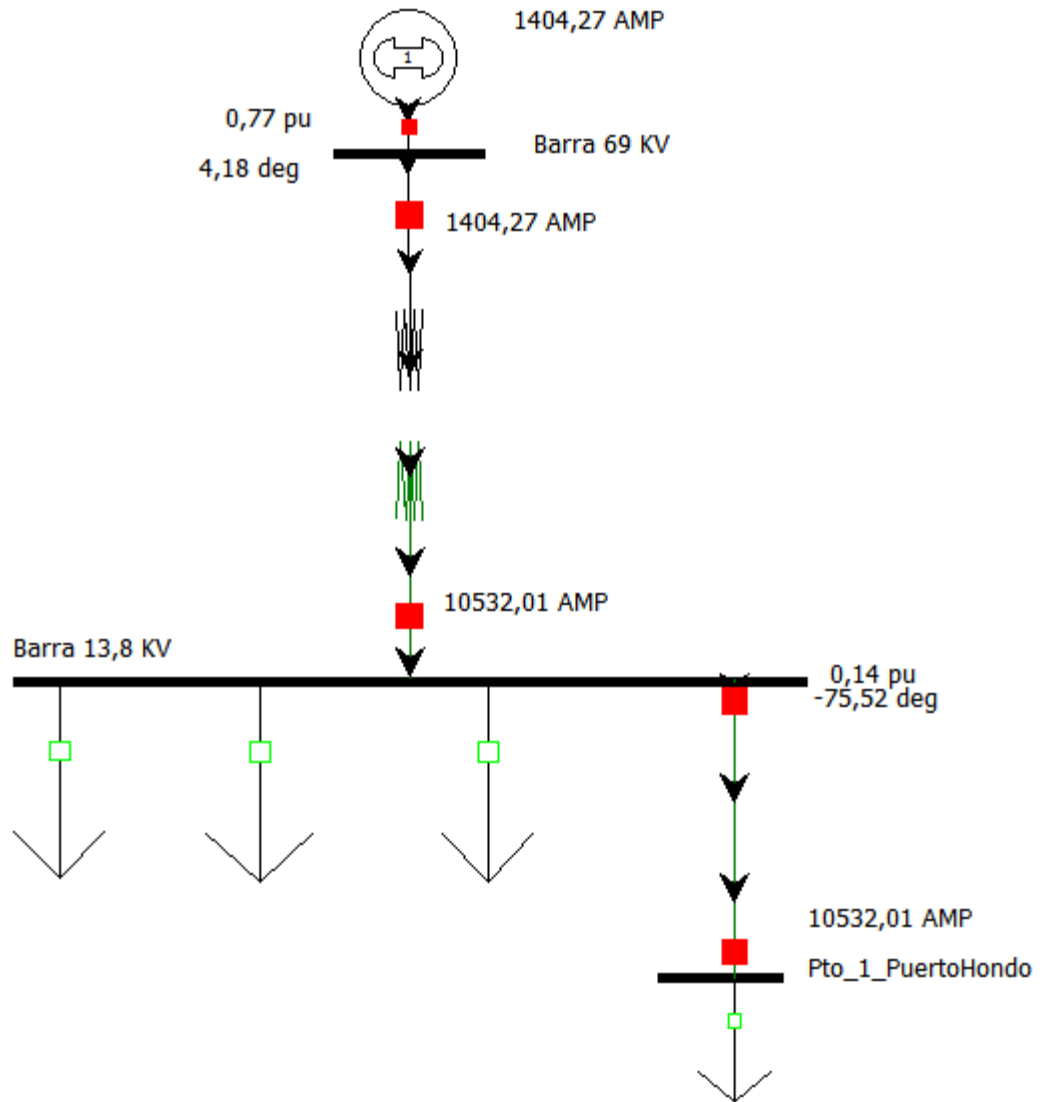 1404,27 AMP
1
0,77 pu
Barra 69 KV
4,18 deg
1404,27 AMP
10532,01 AMP
Barra 13,8 KV
0,14 pu
-75,52 deg
10532,01 AMP
Pto_1_PuertoHondo